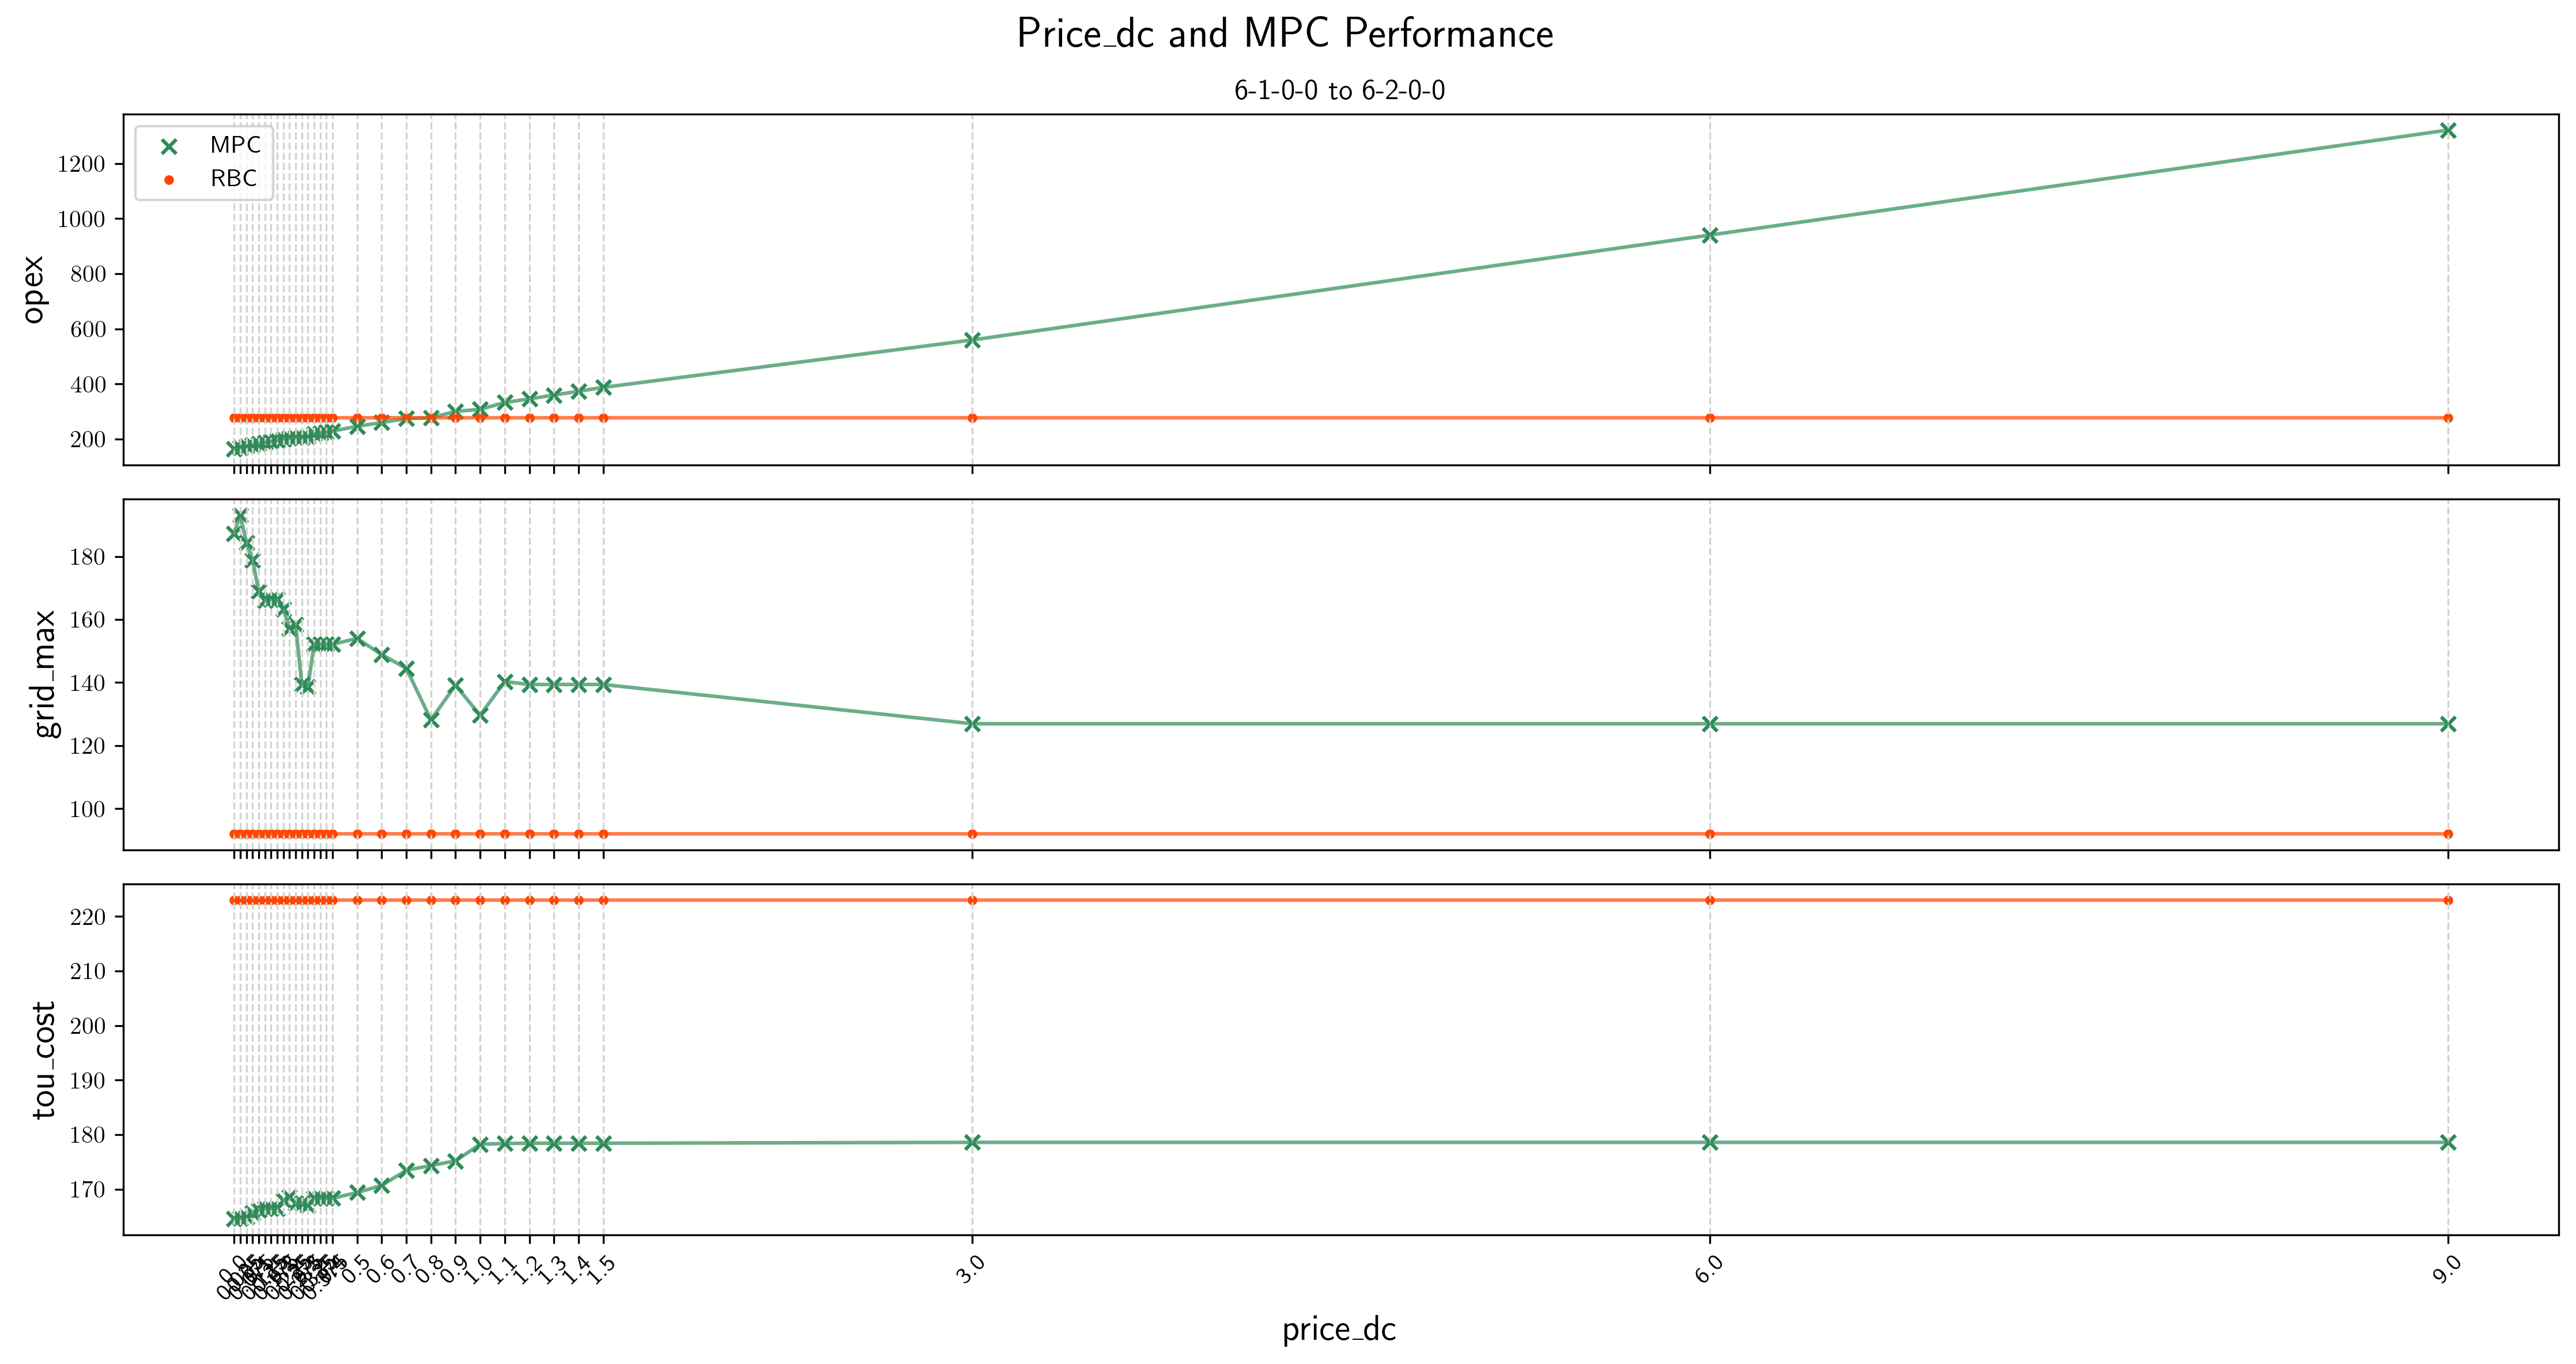 Price_dc and MPC Performance
6-1-0-0 to 6-2-0-0
MPC
RBC
opex
1200
1000
800
600
400
200
grid_max
180
160
140
120
100
tou_cost
220
210
200
190
180
170
0.5 0.6 0.7 0.8 0.9 1.0 1.1 1.2 1.3 1.4 1.5 3.0 6.0 9.0
price_dc